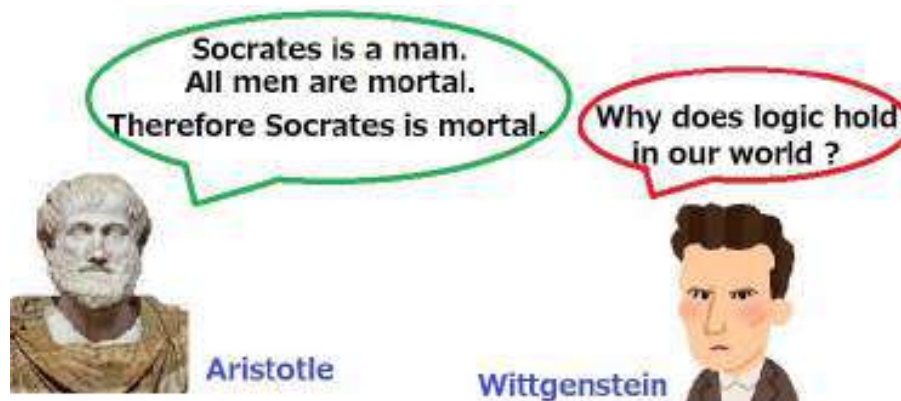 Socrates is a man.
All men are mortal.
Therefore Socrates is mortal.
Why does logic hold
in our world ?
Aristotle
Wittgenstein